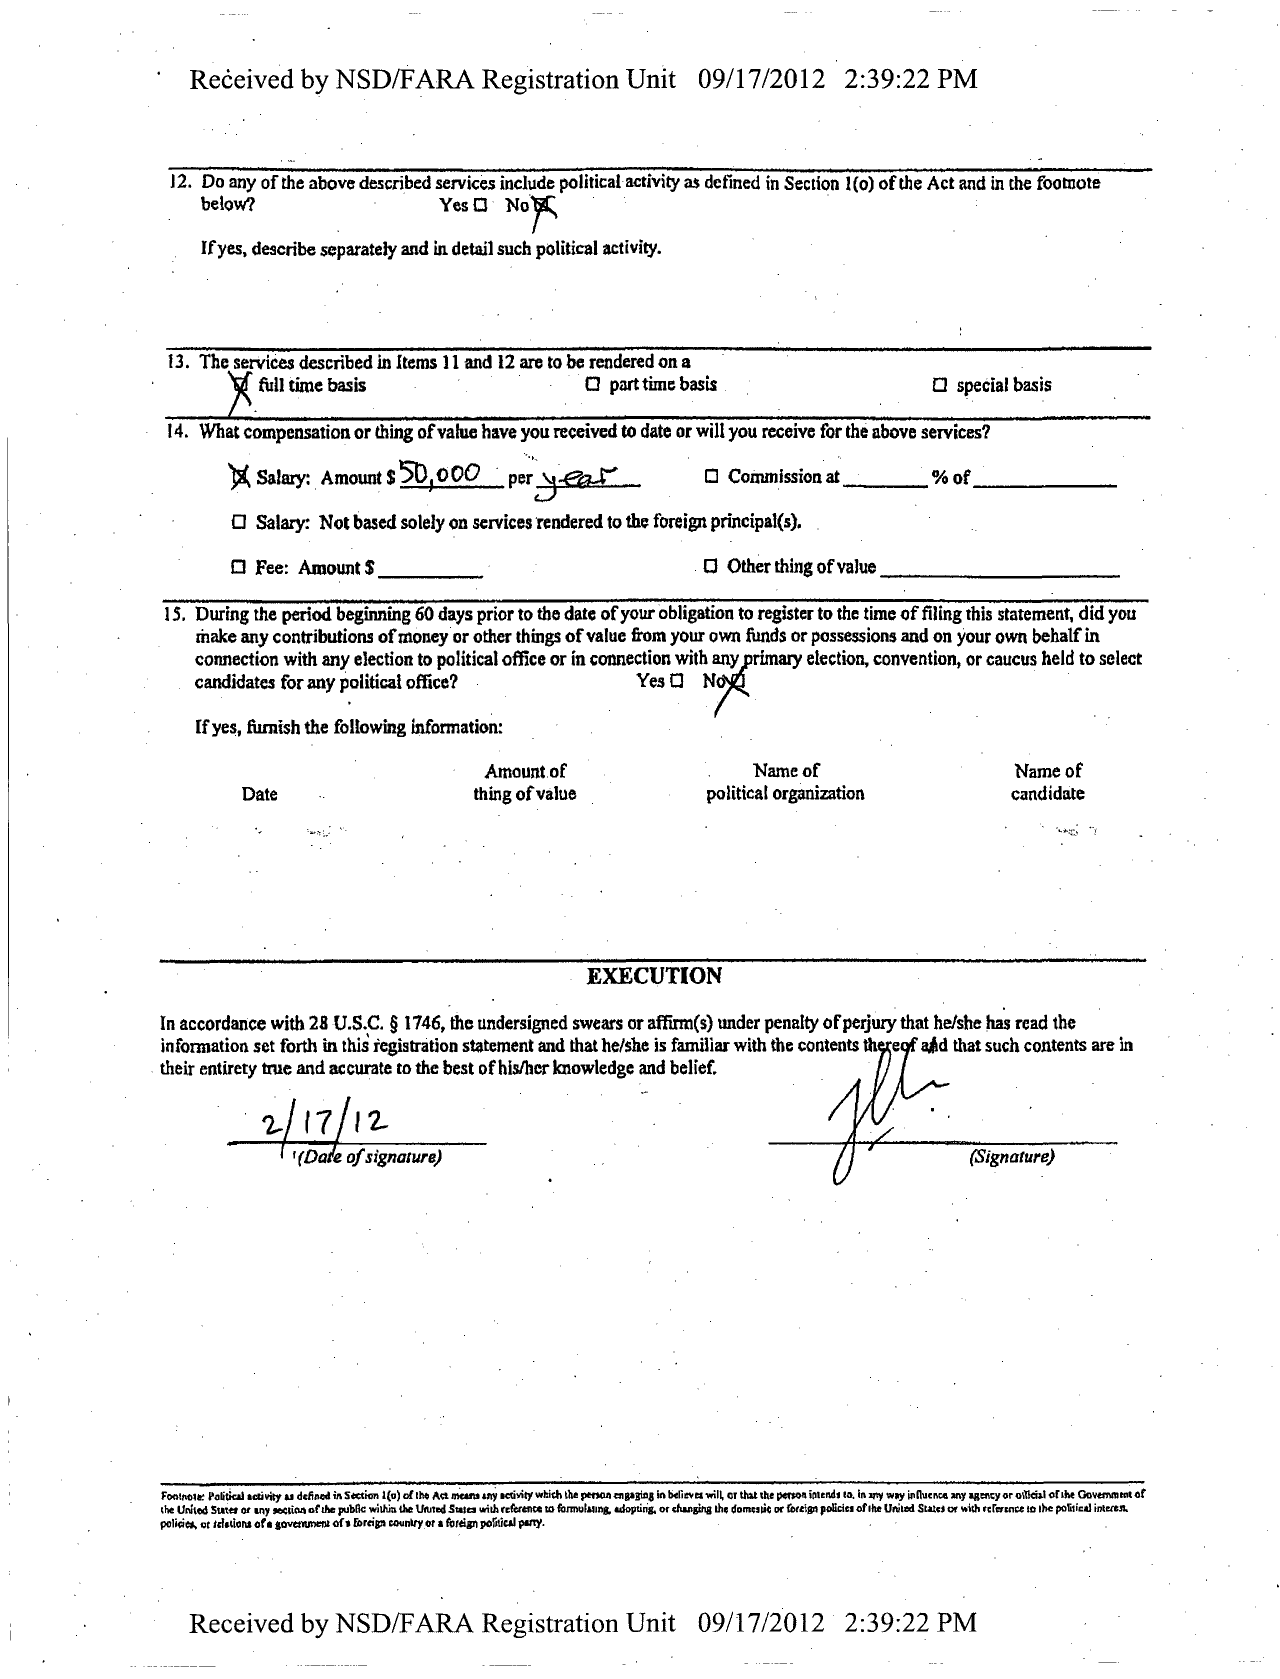 Received by NSD/FARA Registration Unit 09/17/2012 2:39:22 PM
12. Do any of the above described services include political activity as defined in Section 1(o) of the Act and in the footnote
below? Yes ☐ No ☒
If yes, describe separately and in detail such political activity.
13. The services described in Items 11 and 12 are to be rendered on a
☒ full time basis ☐ part time basis ☐ special basis
14. What compensation or thing of value have you received to date or will you receive for the above services?
☒ Salary: Amount $ 50,000 per year ☐ Commission at ________ % of ________
☐ Salary: Not based solely on services rendered to the foreign principal(s).
☐ Fee: Amount $ ________ ☐ Other thing of value ________
15. During the period beginning 60 days prior to the date of your obligation to register to the time of filing this statement, did you
make any contributions of money or other things of value from your own funds or possessions and on your own behalf in
connection with any election to political office or in connection with any primary election, convention, or caucus held to select
candidates for any political office? Yes ☐ No ☒
If yes, furnish the following information:
Amount of Name of Name of
Date thing of value political organization candidate
EXECUTION
In accordance with 28 U.S.C. § 1746, the undersigned swears or affirm(s) under penalty of perjury that he/she has read the
information set forth in this registration statement and that he/she is familiar with the contents thereof and that such contents are in
their entirety true and accurate to the best of his/her knowledge and belief.
2/17/12
(Date of signature) (Signature)
Footnote: Political activity as defined in Section 1(o) of the Act means any activity which the person engaging in believes will, or that the person intends to, in any way influence any agency or official of the Government of
the United States or any section of the public within the United States with reference to formulating, adopting, or changing the domestic or foreign policies of the United States or with reference to the political interest,
policies, or relations of a government of a foreign country or a foreign political party.
Received by NSD/FARA Registration Unit 09/17/2012 2:39:22 PM